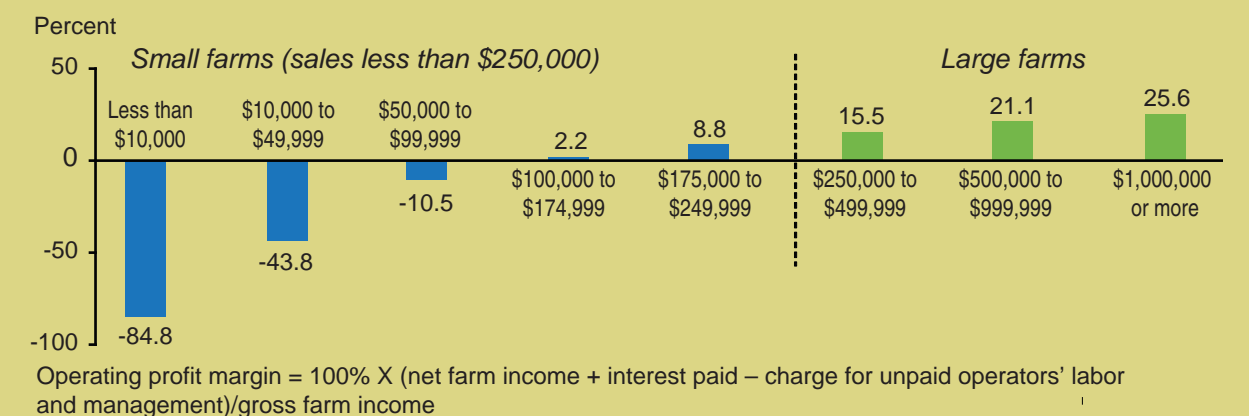 Percent
Small farms (sales less than $250,000)
Large farms
50
0
-50
-100
Less than
$10,000
-84.8
$10,000 to
$49,999
-43.8
$50,000 to
$99,999
-10.5
2.2
$100,000 to
$174,999
8.8
$175,000 to
$249,999
15.5
$250,000 to
$499,999
21.1
$500,000 to
$999,999
25.6
$1,000,000
or more
Operating profit margin = 100% X (net farm income + interest paid – charge for unpaid operators’ labor
and management)/gross farm income